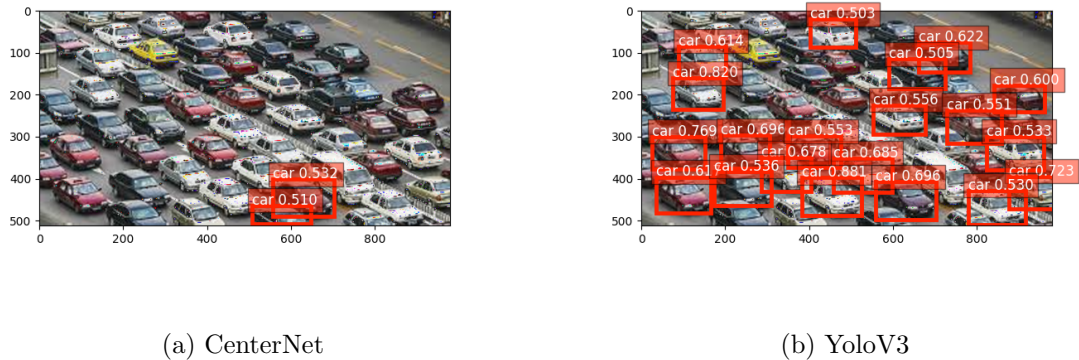 0
100
200
300
400
500
0 200 400 600 800
car 0.532
car 0.510
0
100
200
300
400
500
0 200 400 600 800
car 0.503
car 0.614
car 0.622
car 0.505
car 0.820
car 0.600
car 0.556
car 0.551
car 0.769
car 0.696
car 0.553
car 0.533
car 0.678
car 0.685
car 0.536
car 0.723
car 0.881
car 0.696
car 0.530
(a) CenterNet
(b) YoloV3